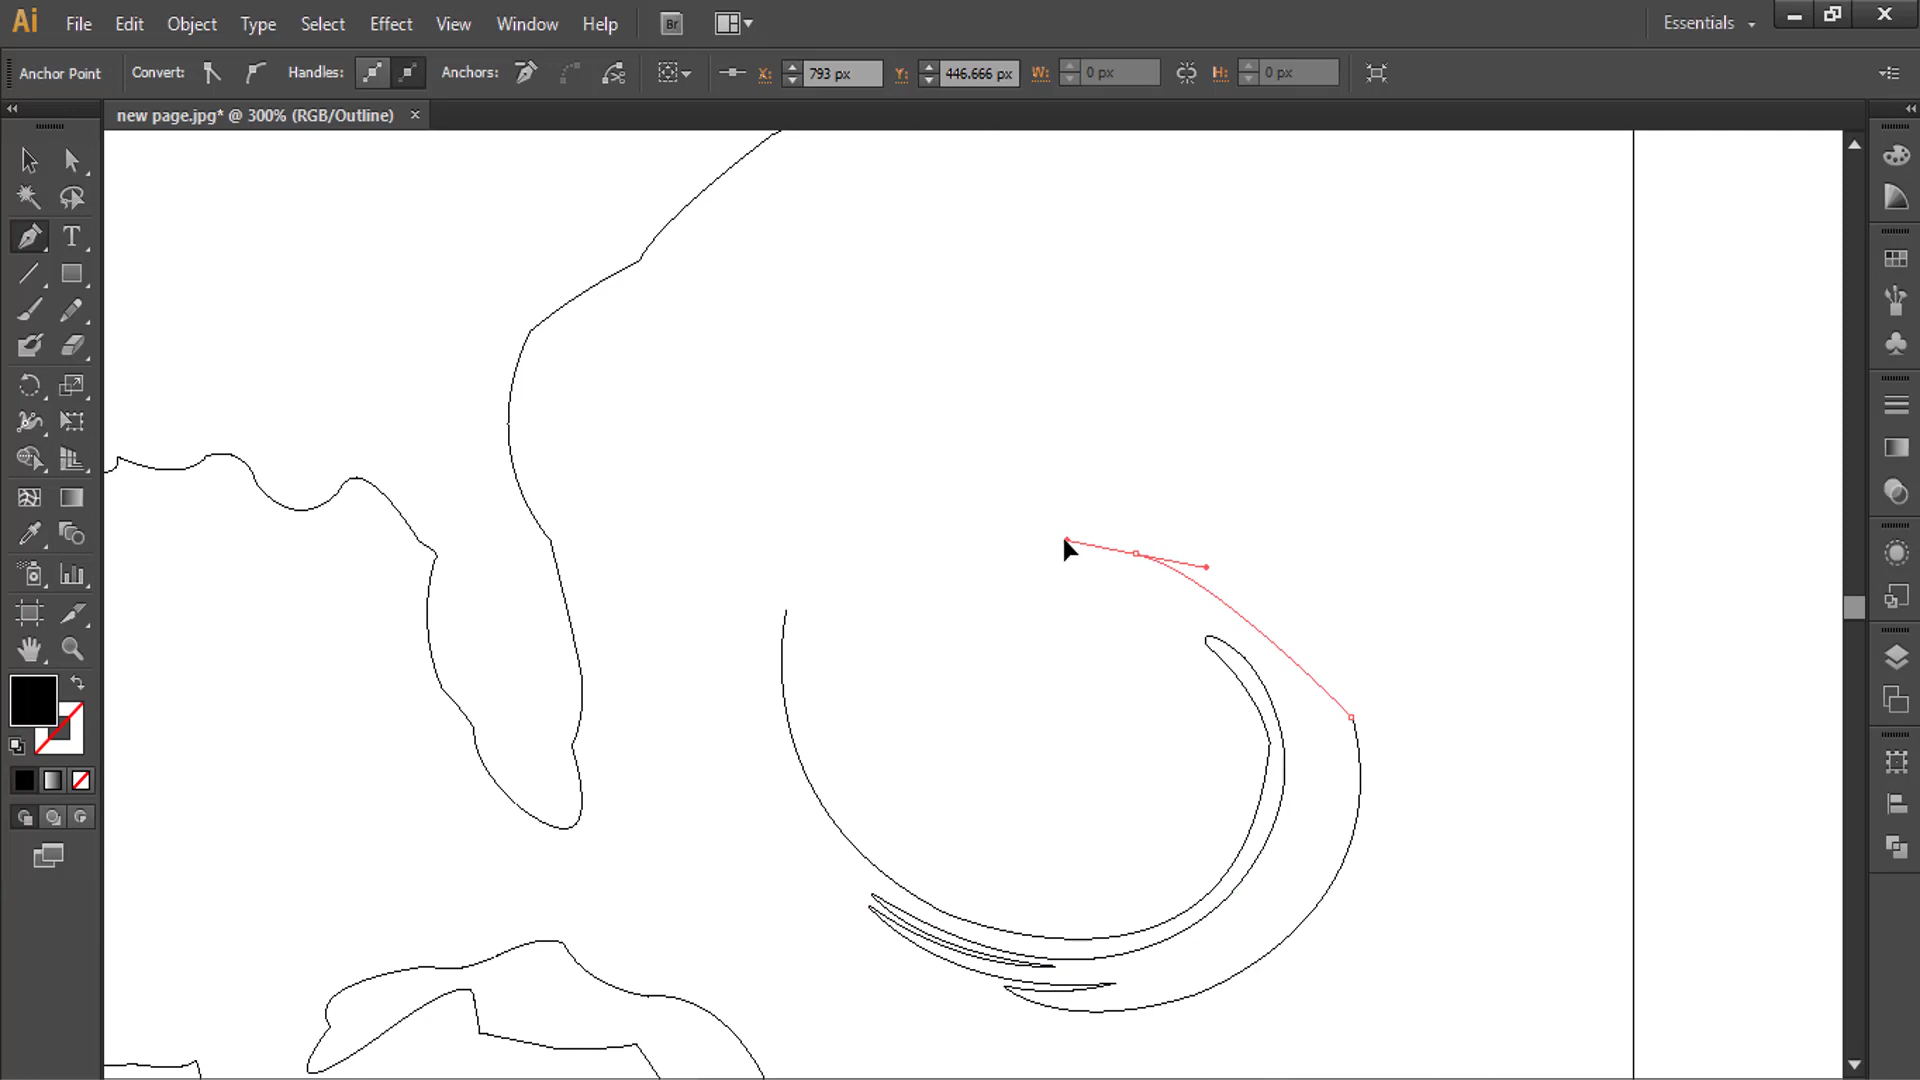 Ai File Edit Object Type Select Effect View Window Help Br Essentials
Anchor Point Convert: Handles: Anchors: X: 793 px Y: 446.666 px W: 0 px H: 0 px
new page.jpg* @ 300% (RGB/Outline) ×
T